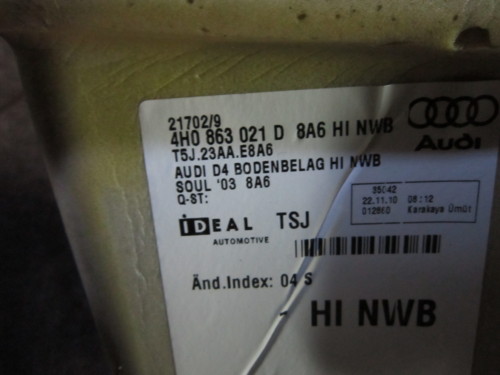 21702/9
4H0 863 021 D 8A6 HI NWB
T5J.23AA.E8A6
AUDI D4 BODENBELAG HI NWB
SOUL '03 8A6
Q-ST:
Audi
35042
22.11.10 08:12
012860 Karakaya Ümüt
iDEAL TSJ
AUTOMOTIVE
Änd.Index: 04 S
- HI NWB